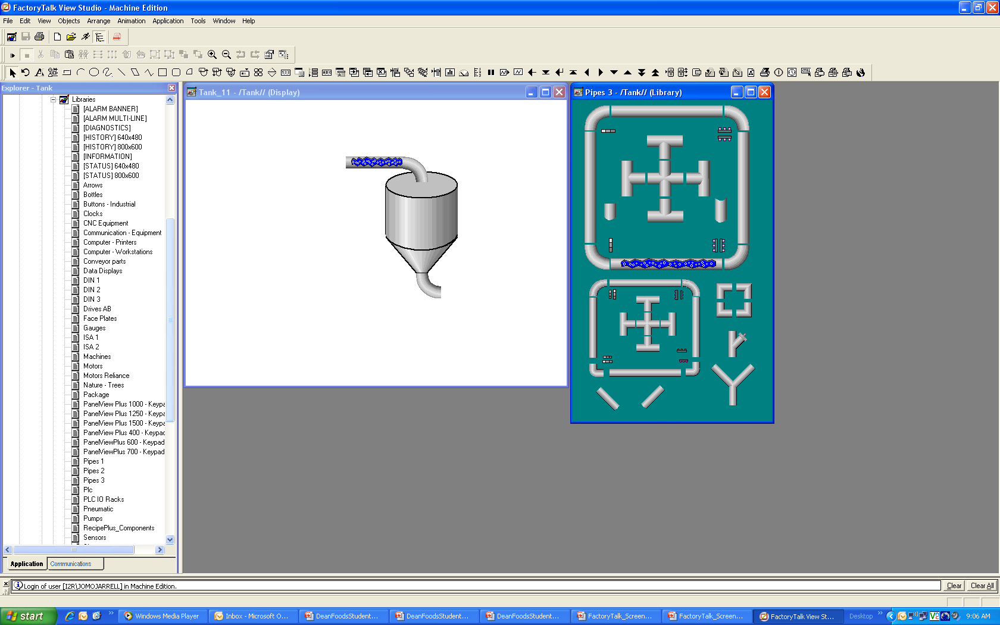 FactoryTalk View Studio - Machine Edition
File Edit View Objects Arrange Animation Application Tools Window Help
Explorer - Tank
Libraries
[ALARM BANNER]
[ALARM MULTI-LINE]
[DIAGNOSTICS]
[HISTORY] 640x480
[HISTORY] 800x600
[INFORMATION]
[STATUS] 640x480
[STATUS] 800x600
Arrows
Bottles
Buttons - Industrial
Clocks
CNC Equipment
Communication - Equipment
Computer - Printers
Computer - Workstations
Conveyor parts
Data Displays
DIN 1
DIN 2
DIN 3
Drives AB
Face Plates
Gauges
ISA 1
ISA 2
Machines
Motors
Motors Reliance
Nature - Trees
Package
PanelView Plus 1000 - Keypa
PanelView Plus 1250 - Keypa
PanelView Plus 1500 - Keypa
PanelView Plus 400 - Keypac
PanelViewPlus 600 - Keypad
PanelViewPlus 700 - Keypad
Pipes 1
Pipes 2
Pipes 3
Plc
PLC IO Racks
Pneumatic
Pumps
RecipePlus_Components
Sensors
Application Communications
Tank_11 - /Tank// (Display)
Pipes 3 - /Tank// (Library)
Login of user [I2R\JOMOJARRELL] in Machine Edition.
Clear Clear All
start Windows Media Player Inbox - Microsoft O... DeanFoodsStudent... DeanFoodsStudent... DeanFoodsStudent... FactoryTalk_Screen... FactoryTalk_Screen... FactoryTalk View St... Desktop 9:06 AM